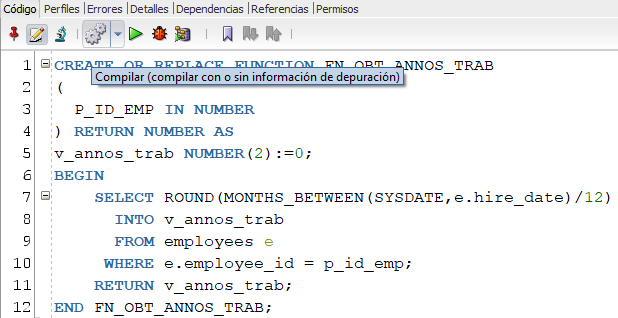 Código Perfiles Errores Detalles Dependencias Referencias Permisos
1 CREATE OR REPLACE FUNCTION FN_OBT_ANNOS_TRAB
Compilar (compilar con o sin información de depuración)
2 (
3 P_ID_EMP IN NUMBER
4 ) RETURN NUMBER AS
5 v_annos_trab NUMBER(2):=0;
6 BEGIN
7 SELECT ROUND(MONTHS_BETWEEN(SYSDATE,e.hire_date)/12)
8 INTO v_annos_trab
9 FROM employees e
10 WHERE e.employee_id = p_id_emp;
11 RETURN v_annos_trab;
12 END FN_OBT_ANNOS_TRAB;